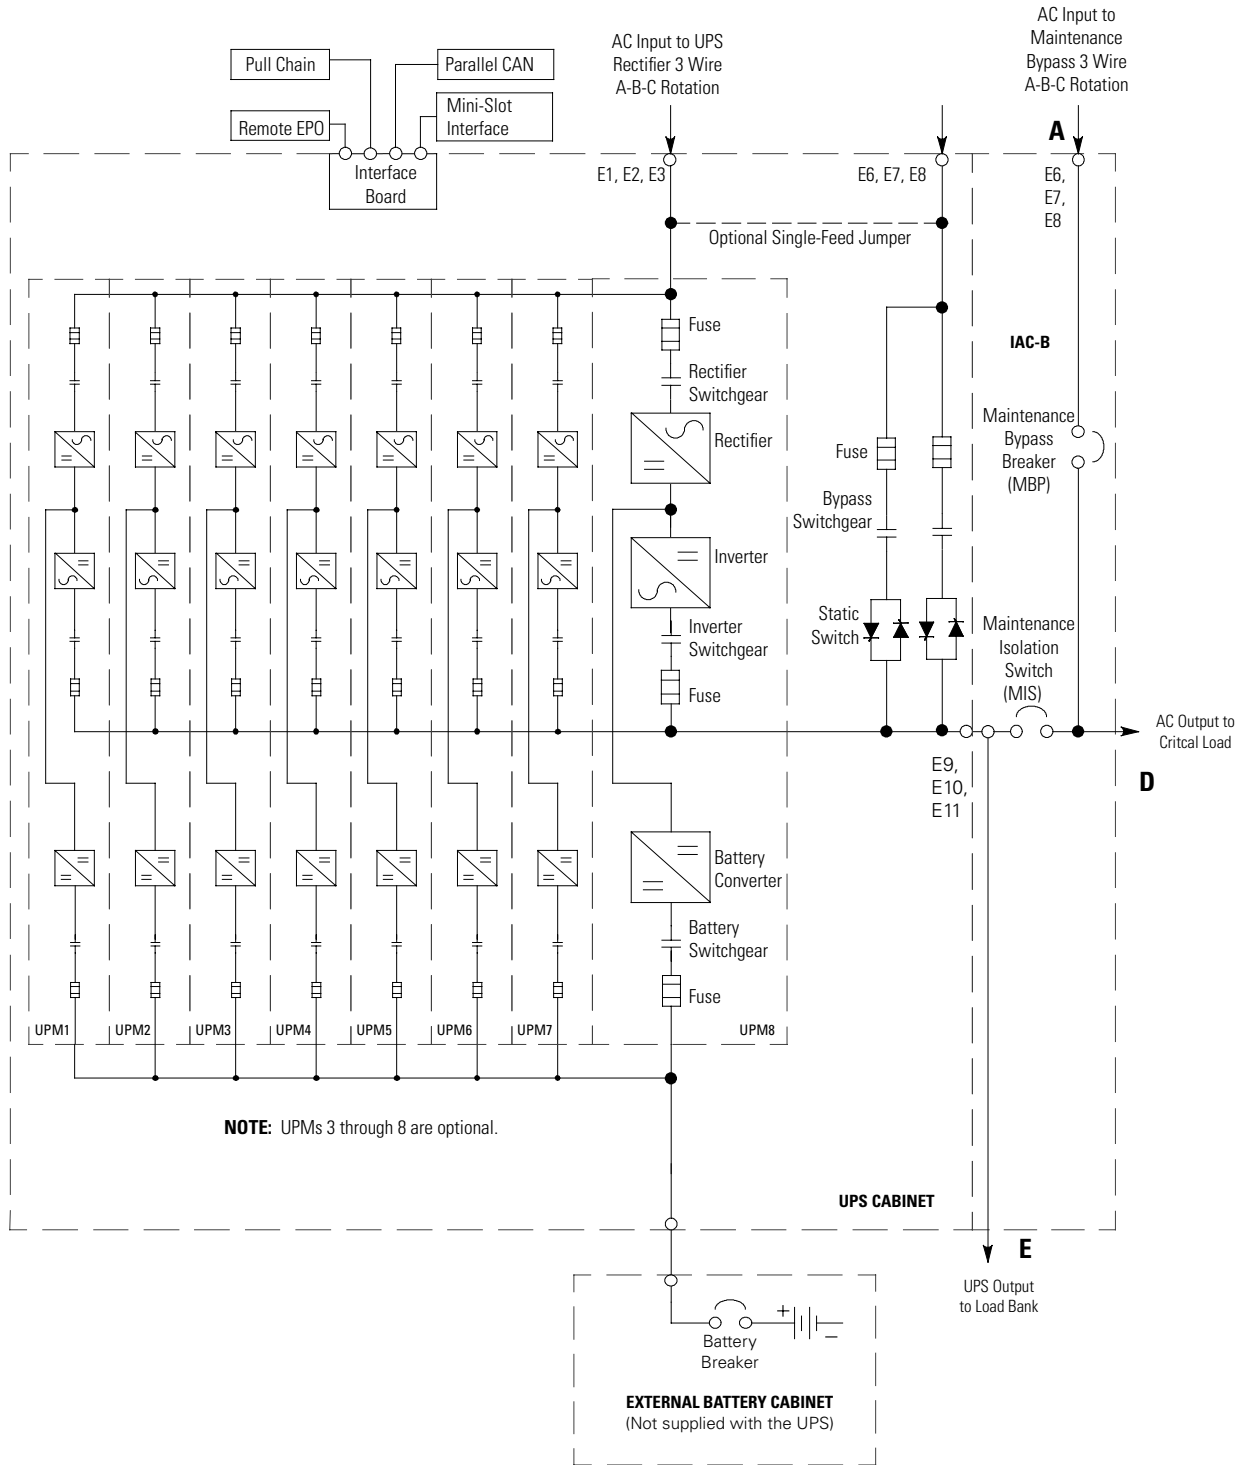 AC Input to UPS
Rectifier 3 Wire
A-B-C Rotation
AC Input to
Maintenance
Bypass 3 Wire
A-B-C Rotation
Pull Chain
Parallel CAN
Remote EPO
Mini-Slot
Interface
Interface
Board
A
E1, E2, E3
E6, E7, E8
E6,
E7,
E8
Optional Single-Feed Jumper
Fuse
Rectifier
Switchgear
Rectifier
Inverter
Inverter
Switchgear
Fuse
Battery
Converter
Battery
Switchgear
Fuse
Fuse
Bypass
Switchgear
Static
Switch
IAC-B
Maintenance
Bypass
Breaker
(MBP)
Maintenance
Isolation
Switch
(MIS)
AC Output to
Critcal Load
D
E9,
E10,
E11
UPM1
UPM2
UPM3
UPM4
UPM5
UPM6
UPM7
UPM8
NOTE: UPMs 3 through 8 are optional.
UPS CABINET
E
UPS Output
to Load Bank
+
–
Battery
Breaker
EXTERNAL BATTERY CABINET
(Not supplied with the UPS)